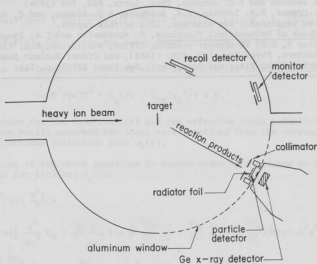 recoil detector
monitor
detector
heavy ion beam
target
reaction products
collimator
radiator foil
particle
detector
aluminum window
Ge x-ray detector